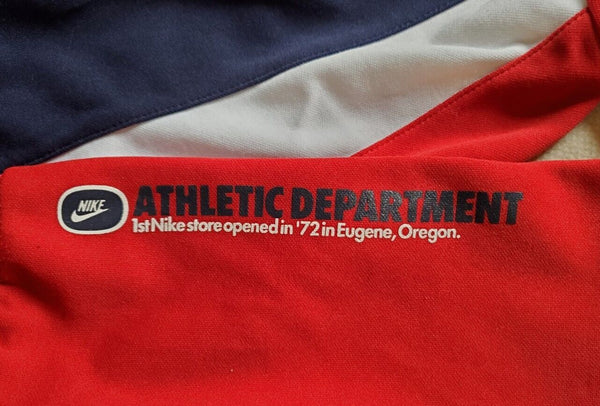 NIKE
ATHLETIC DEPARTMENT
1st Nike store opened in '72 in Eugene, Oregon.